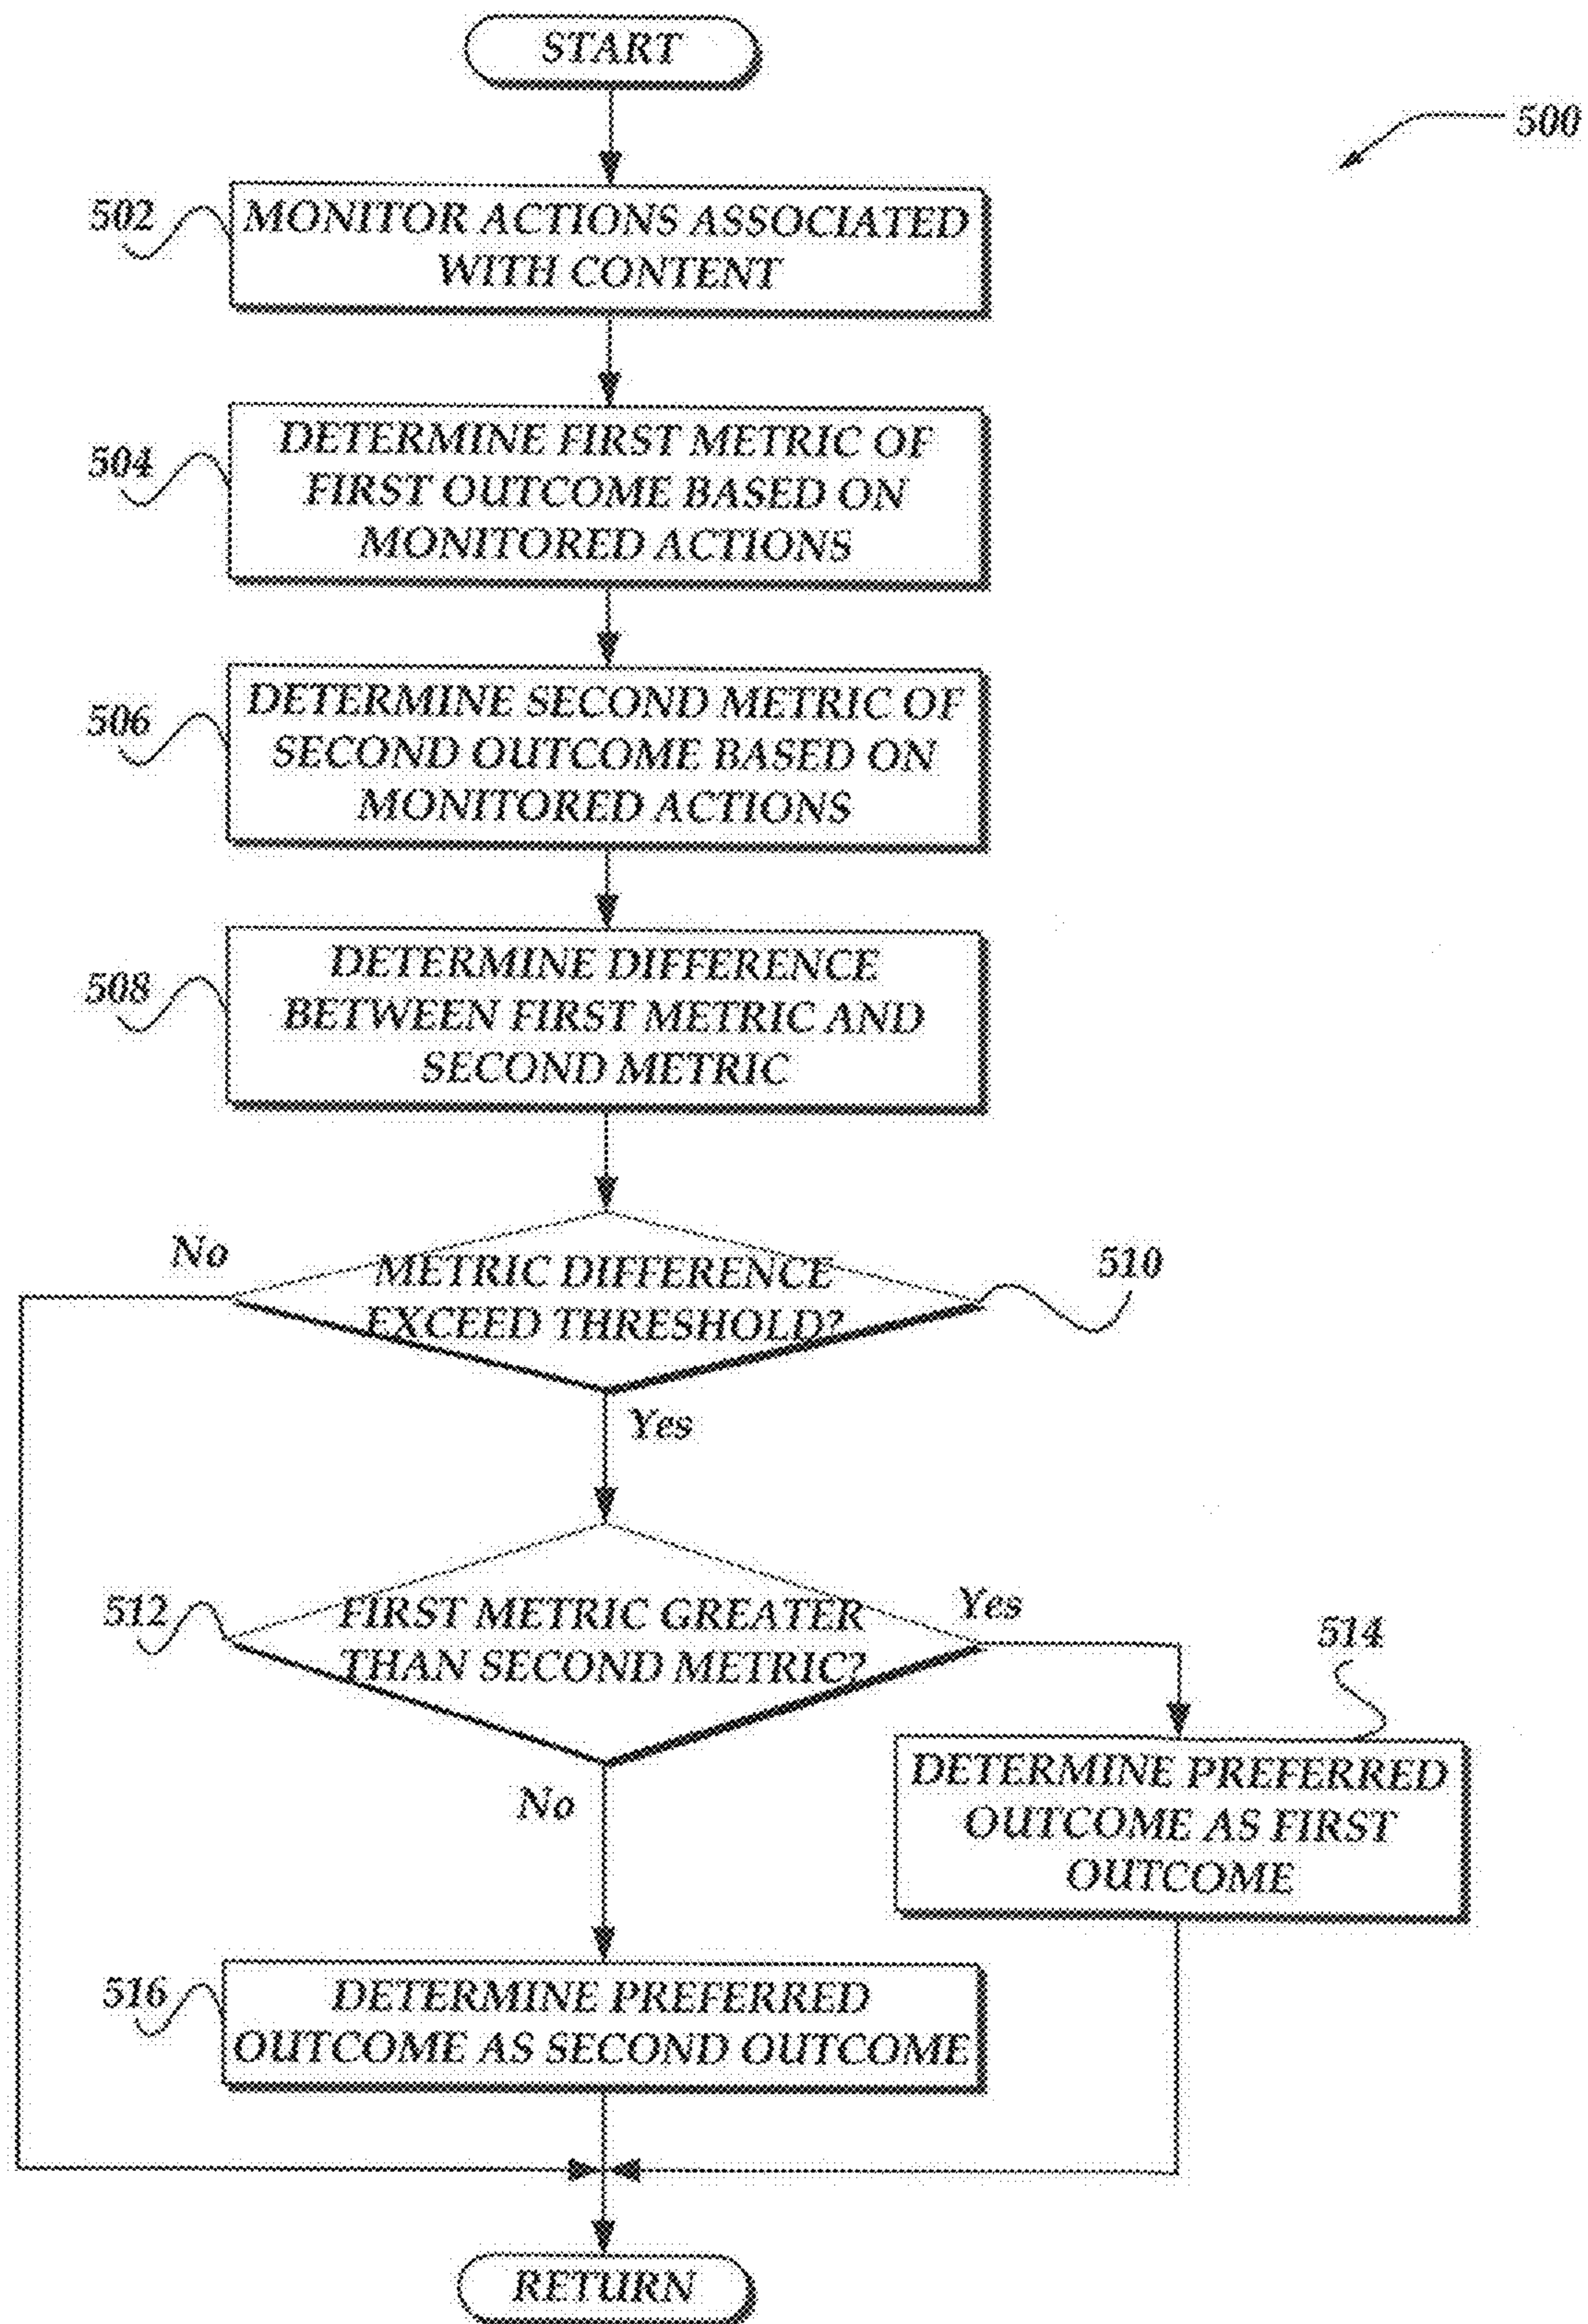 START
500
502
MONITOR ACTIONS ASSOCIATED
WITH CONTENT
504
DETERMINE FIRST METRIC OF
FIRST OUTCOME BASED ON
MONITORED ACTIONS
506
DETERMINE SECOND METRIC OF
SECOND OUTCOME BASED ON
MONITORED ACTIONS
508
DETERMINE DIFFERENCE
BETWEEN FIRST METRIC AND
SECOND METRIC
No
METRIC DIFFERENCE
EXCEED THRESHOLD?
510
Yes
512
FIRST METRIC GREATER
THAN SECOND METRIC?
Yes
514
No
DETERMINE PREFERRED
OUTCOME AS FIRST
OUTCOME
516
DETERMINE PREFERRED
OUTCOME AS SECOND OUTCOME
RETURN